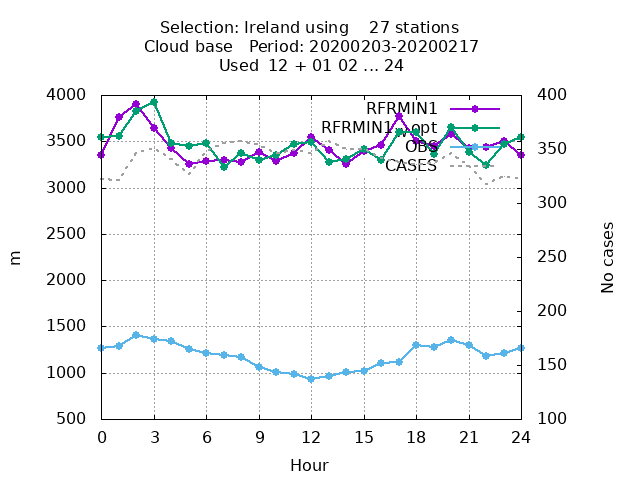 Selection: Ireland using    27 stations
Cloud base   Period: 20200203-20200217
Used  12 + 01 02 ... 24
4000
3500
3000
2500
2000
1500
1000
500
m
400
350
300
250
200
150
100
No cases
RFRMIN1
OBS
CASES
0 3 6 9 12 15 18 21 24
Hour